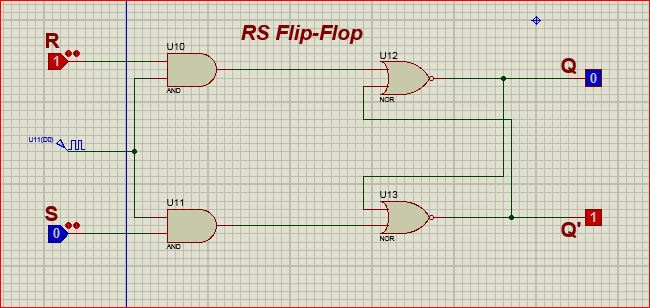 RS Flip-Flop
R
1
U10
AND
U12
NOR
Q
0
U11(D0)
S
0
U11
AND
U13
NOR
Q'
1